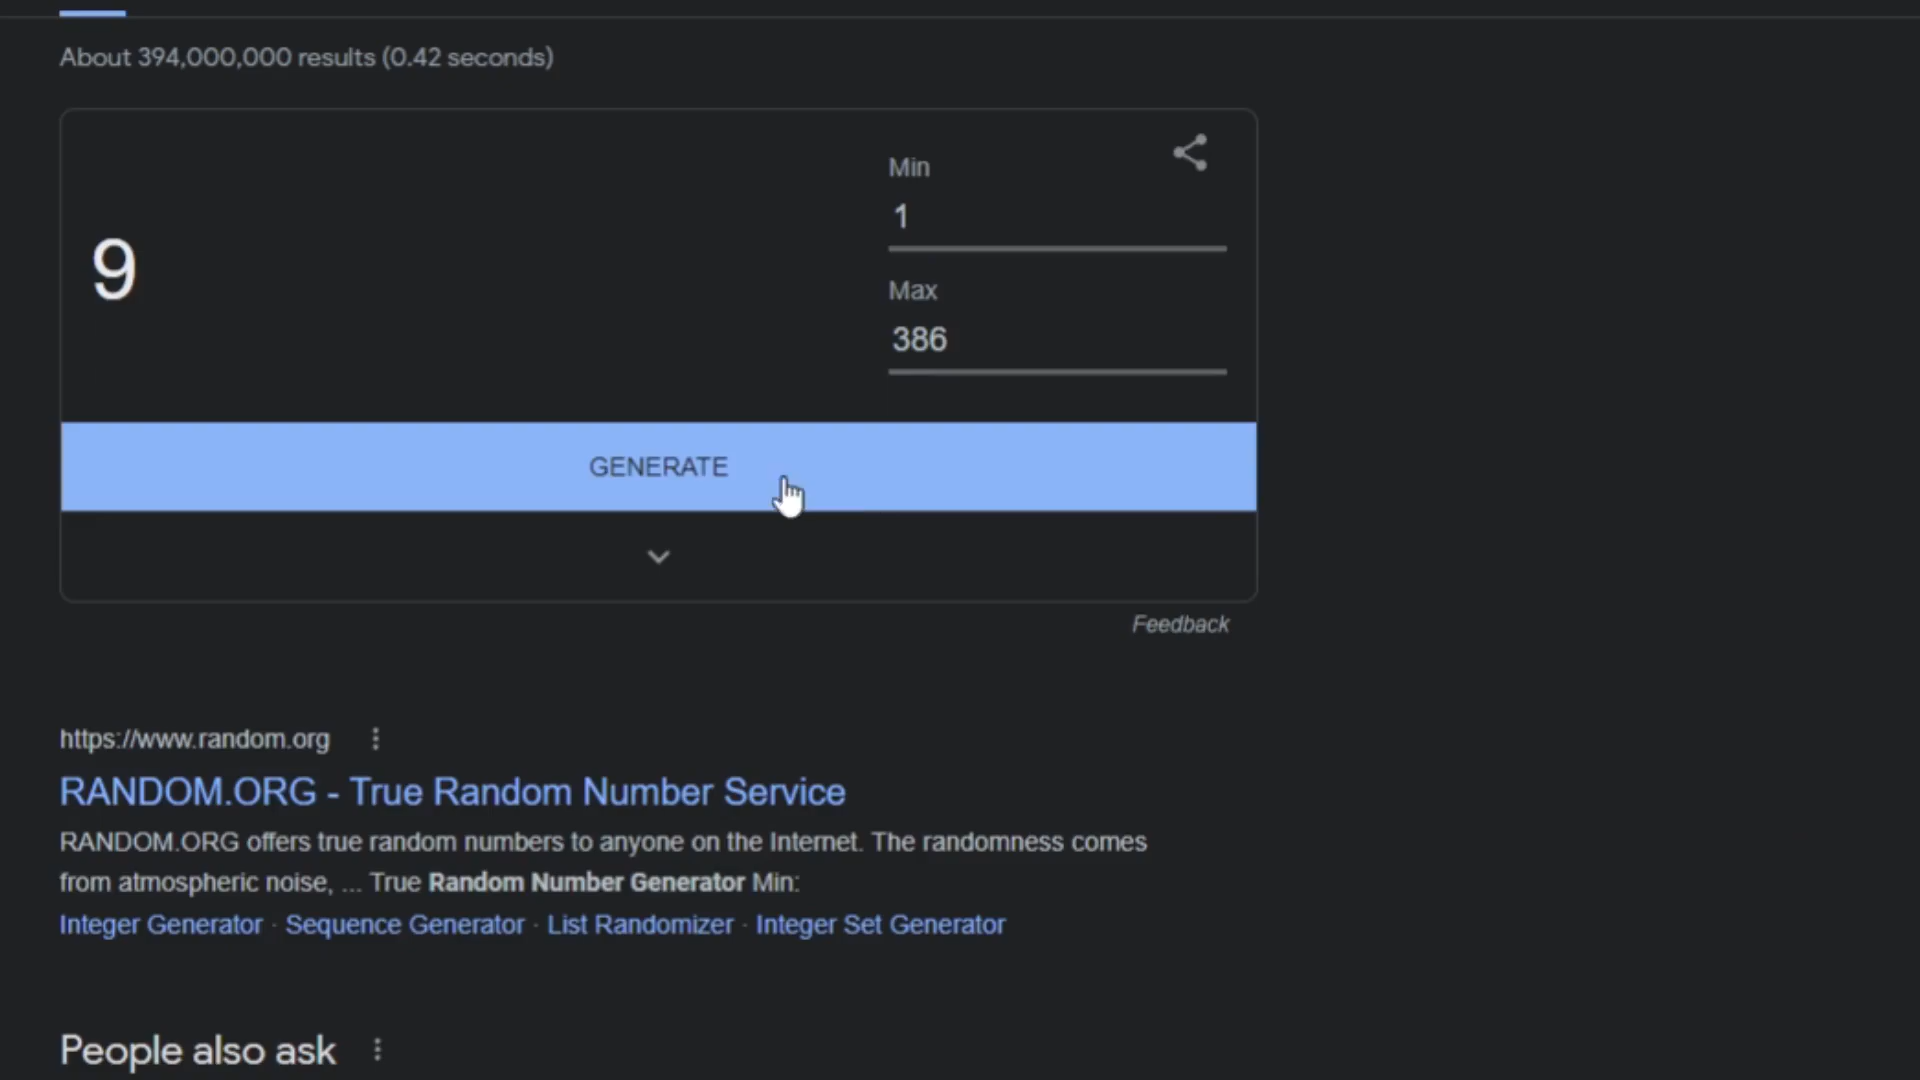 About 394,000,000 results (0.42 seconds)
Min
1
9
Max
386
GENERATE
Feedback
https://www.random.org
RANDOM.ORG - True Random Number Service
RANDOM.ORG offers true random numbers to anyone on the Internet. The randomness comes
from atmospheric noise, ... True Random Number Generator Min:
Integer Generator · Sequence Generator · List Randomizer · Integer Set Generator
People also ask